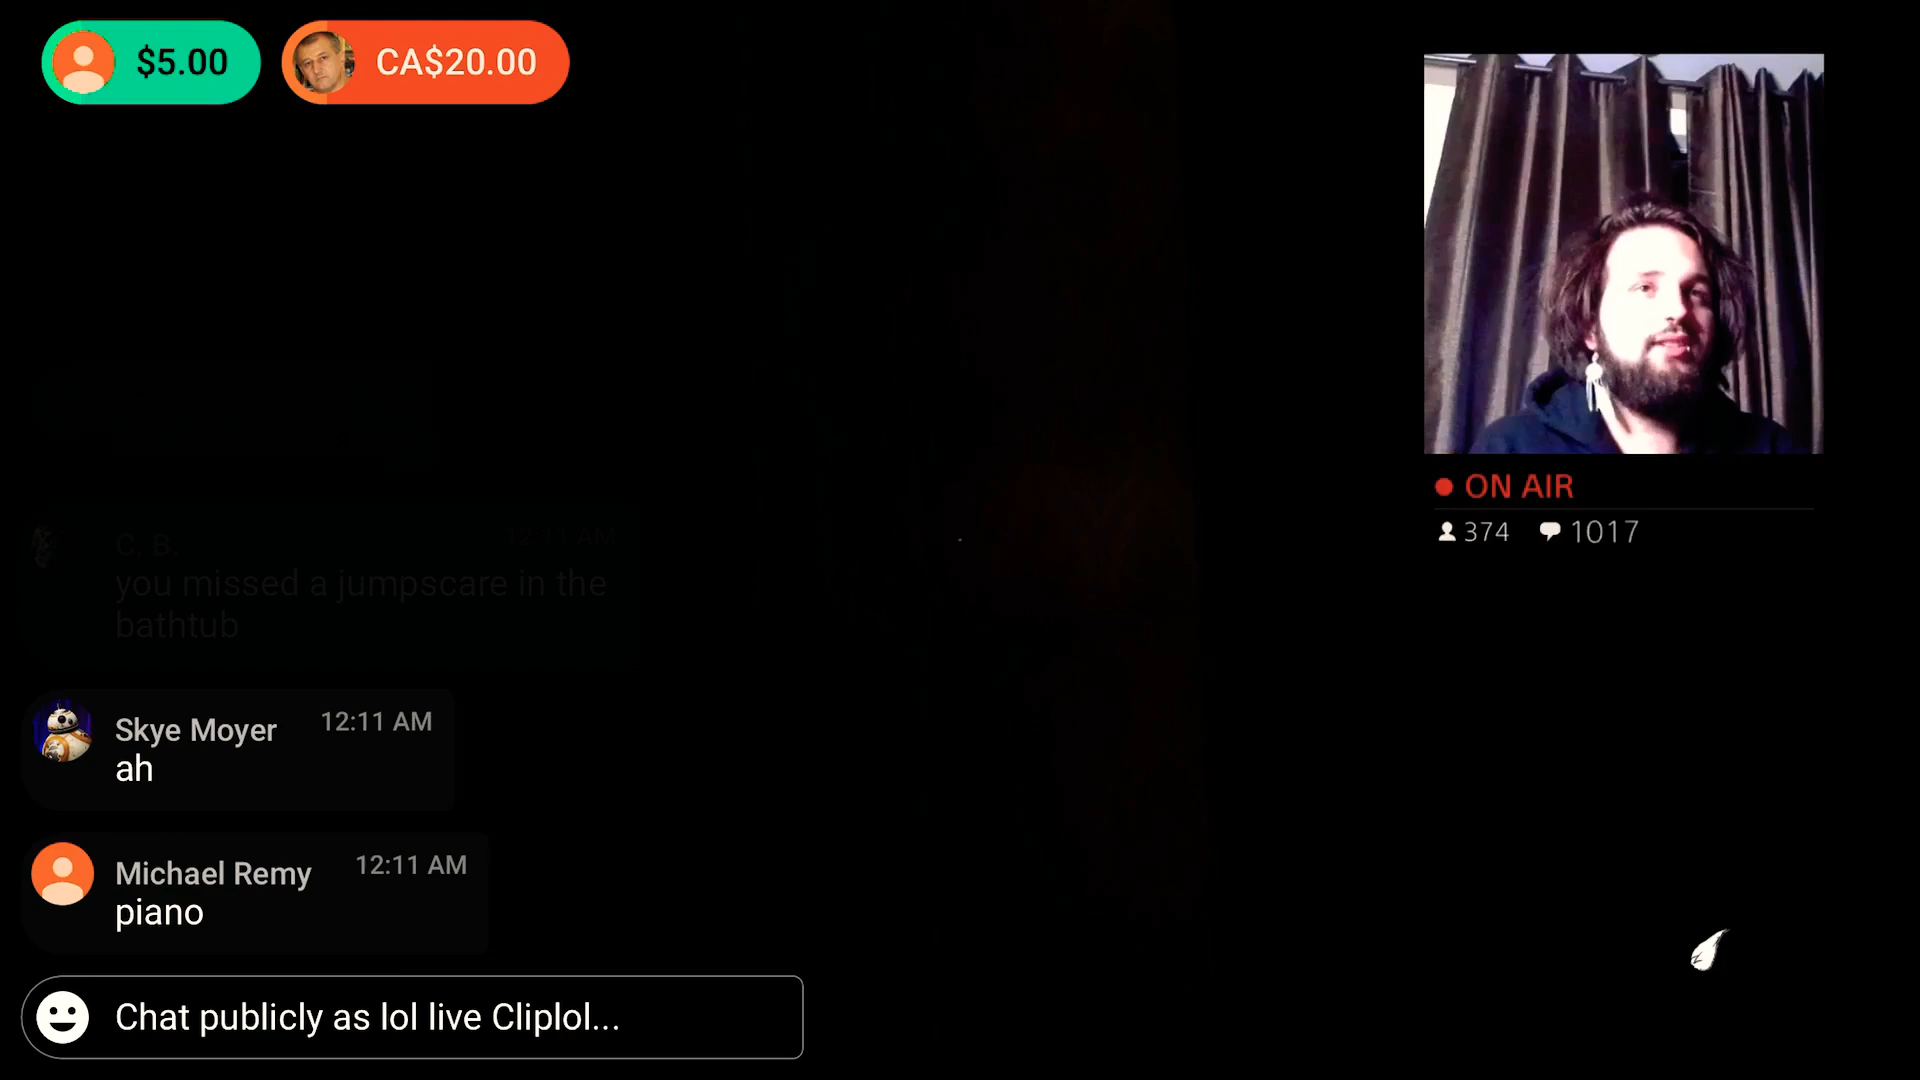 $5.00
CA$20.00
ON AIR
374
1017
C. B.
12:11 AM
you missed a jumpscare in the
bathtub
Skye Moyer
12:11 AM
ah
Michael Remy
12:11 AM
piano
Chat publicly as lol live Cliplol...